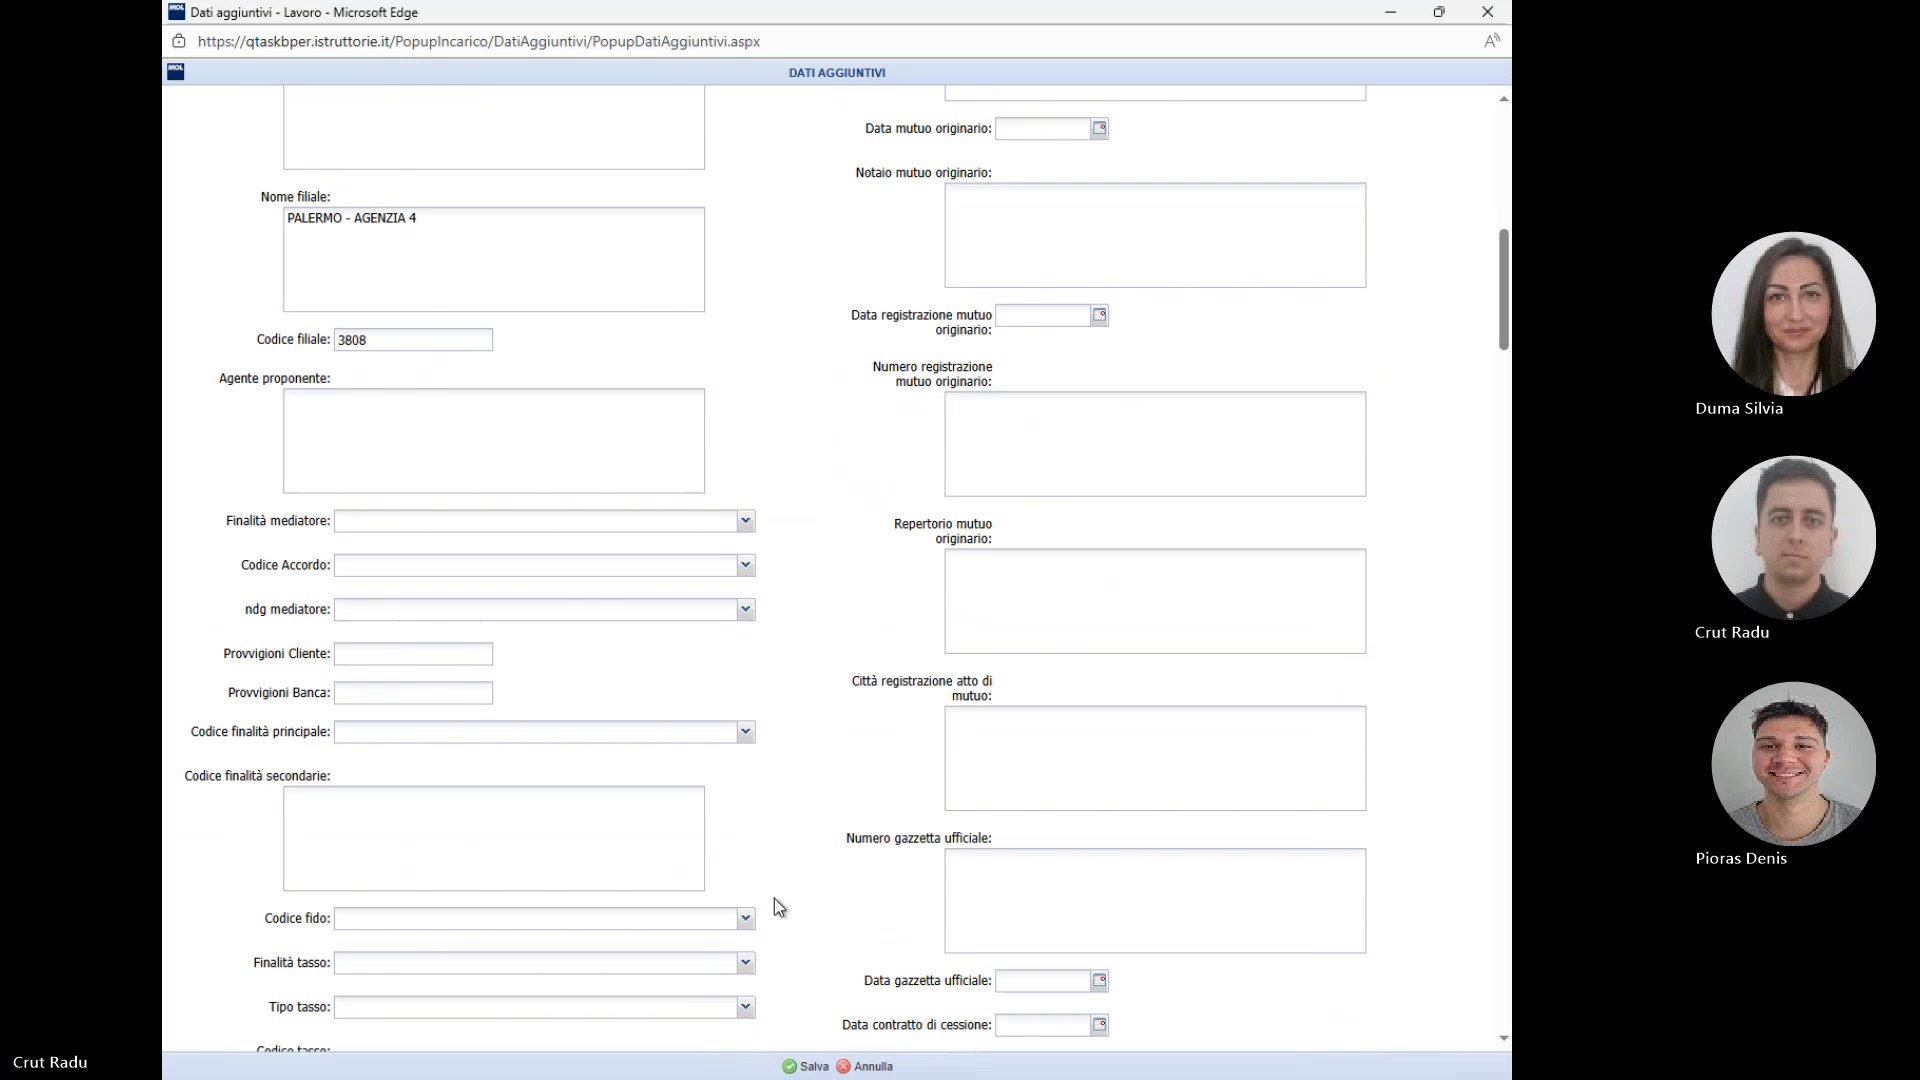 MOL
Dati aggiuntivi - Lavoro - Microsoft Edge
https://qtaskbper.istruttorie.it/PopupIncarico/DatiAggiuntivi/PopupDatiAggiuntivi.aspx
MOL
DATI AGGIUNTIVI
Nome filiale:
PALERMO - AGENZIA 4
Codice filiale:
3808
Agente proponente:
Finalità mediatore:
Codice Accordo:
ndg mediatore:
Provvigioni Cliente:
Provvigioni Banca:
Codice finalità principale:
Codice finalità secondarie:
Codice fido:
Finalità tasso:
Tipo tasso:
Codice tasso:
Data mutuo originario:
Notaio mutuo originario:
Data registrazione mutuo
originario:
Numero registrazione
mutuo originario:
Repertorio mutuo
originario:
Città registrazione atto di
mutuo:
Numero gazzetta ufficiale:
Data gazzetta ufficiale:
Data contratto di cessione:
Salva
Annulla
Duma Silvia
Crut Radu
Pioras Denis
Crut Radu